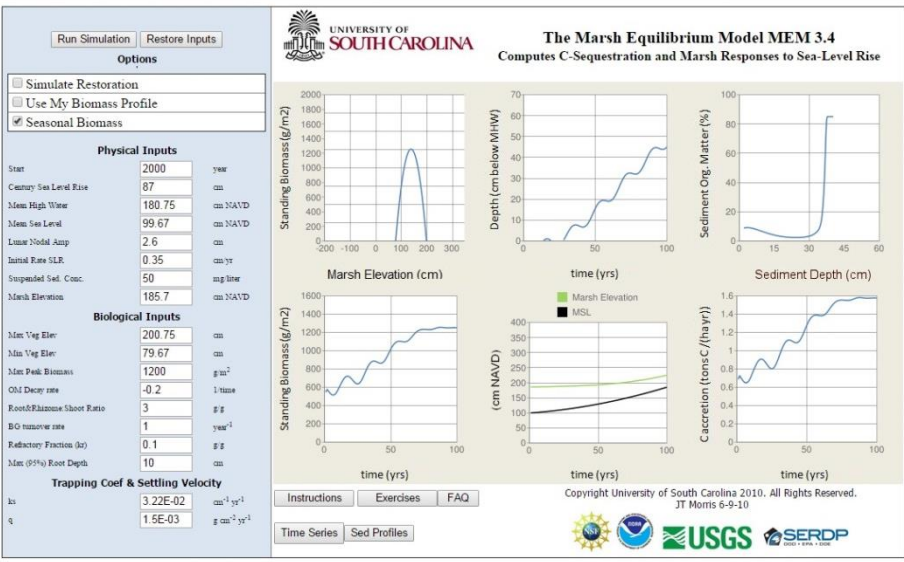 Run Simulation Restore Inputs
Options
Simulate Restoration
Use My Biomass Profile
Seasonal Biomass
Physical Inputs
Start 2000 year
Century Sea Level Rise 87 cm
Mean High Water 180.75 cm NAVD
Mean Sea Level 99.67 cm NAVD
Lunar Nodal Amp 2.6 cm
Initial Rate SLR 0.35 cm/yr
Suspended Sed. Conc. 50 mg/liter
Marsh Elevation 185.7 cm NAVD
Biological Inputs
Max Veg Elev 200.75 cm
Min Veg Elev 79.67 cm
Max Peak Biomass 1200 g/m²
OM Decay rate -0.2 1/time
Root&Rhizome:Shoot Ratio 3 g/g
BG turnover rate 1 year⁻¹
Refractory Fraction (kr) 0.1 g/g
Max (95%) Root Depth 10 cm
Trapping Coef & Settling Velocity
ks 3.22E-02 cm⁻¹ yr⁻¹
q 1.5E-03 g cm⁻² yr⁻¹
UNIVERSITY OF
SOUTH CAROLINA
The Marsh Equilibrium Model MEM 3.4
Computes C-Sequestration and Marsh Responses to Sea-Level Rise
Standing Biomass (g/m2)
2000
1800
1600
1400
1200
1000
800
600
400
200
0
-200 -100 0 100 200 300
Marsh Elevation (cm)
Depth (cm below MHW)
70
60
50
40
30
20
10
0
0 50 100
time (yrs)
Sediment Org. Matter (%)
100
80
60
40
20
0
0 15 30 45 60
Sediment Depth (cm)
Standing Biomass (g/m2)
1600
1400
1200
1000
800
600
400
200
0
0 50 100
time (yrs)
Marsh Elevation
MSL
(cm NAVD)
400
350
300
250
200
150
100
50
0
0 50 100
time (yrs)
C accretion (tons C /(ha yr))
1.6
1.4
1.2
1
0.8
0.6
0.4
0.2
0
0 50 100
time (yrs)
Instructions Exercises FAQ
Time Series Sed Profiles
Copyright University of South Carolina 2010. All Rights Reserved.
JT Morris 6-9-10
NSF
NOAA
USGS
SERDP
DOD • EPA • DOE